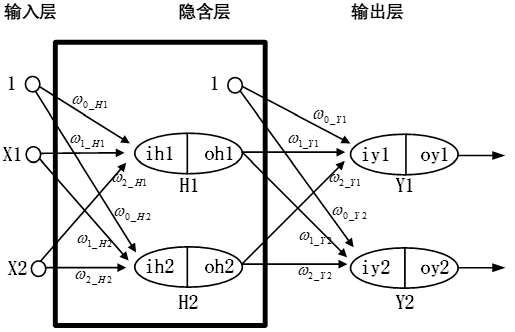 输入层 隐含层 输出层
1 1
ω0_H1 ω0_Y1
X1 ω1_H1 ih1 oh1 ω1_Y1 iy1 oy1
ω2_H1 H1 ω2_Y1 Y1
ω0_H2 ω0_Y2
ω1_H2 ω1_Y2
X2 ω2_H2 ih2 oh2 ω2_Y2 iy2 oy2
H2 Y2